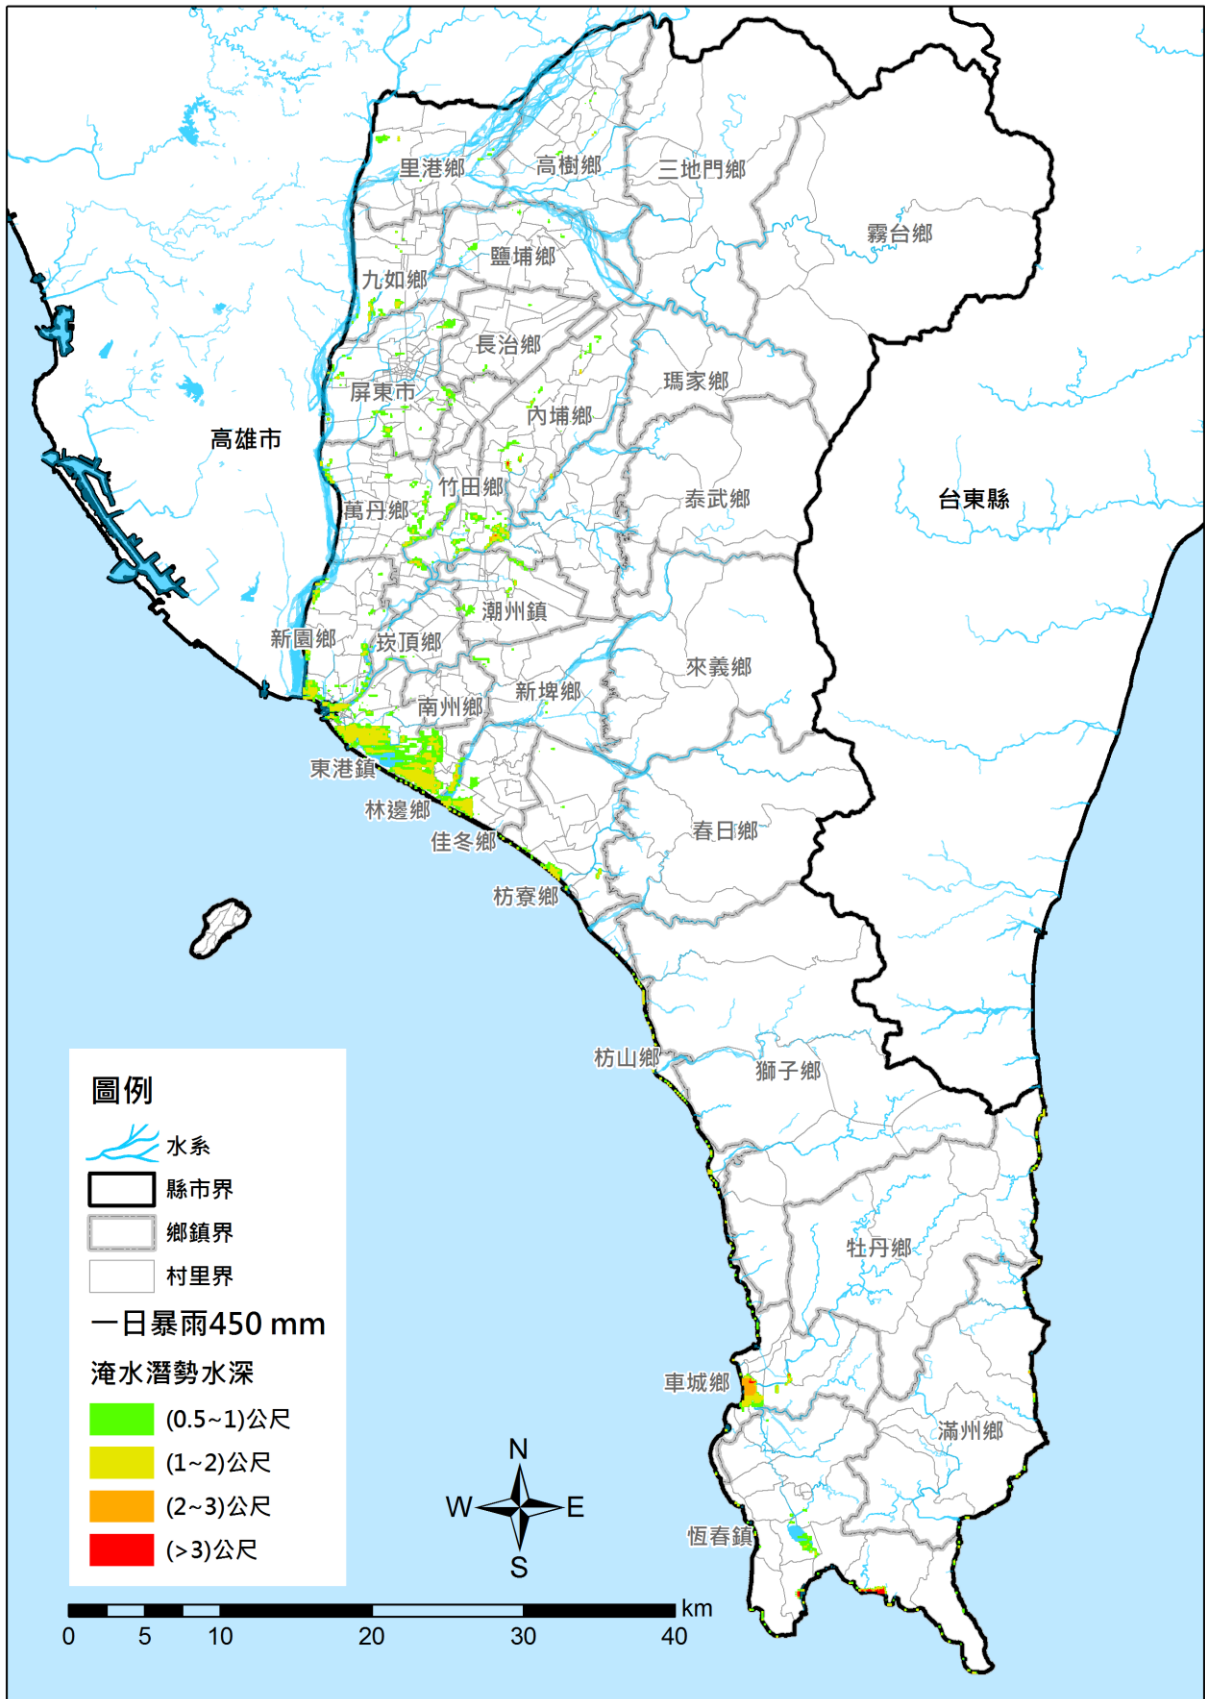 里港鄉
高樹鄉
三地門鄉
霧台鄉
鹽埔鄉
九如鄉
長治鄉
瑪家鄉
屏東市
內埔鄉
高雄市
竹田鄉
泰武鄉
台東縣
萬丹鄉
潮州鎮
新園鄉
崁頂鄉
來義鄉
新埤鄉
南州鄉
東港鎮
林邊鄉
佳冬鄉
春日鄉
枋寮鄉
枋山鄉
獅子鄉
牡丹鄉
車城鄉
滿州鄉
恆春鎮
圖例
水系
縣市界
鄉鎮界
村里界
一日暴雨450 mm
淹水潛勢水深
(0.5~1)公尺
(1~2)公尺
(2~3)公尺
(>3)公尺
N
W E
S
km
0 5 10 20 30 40